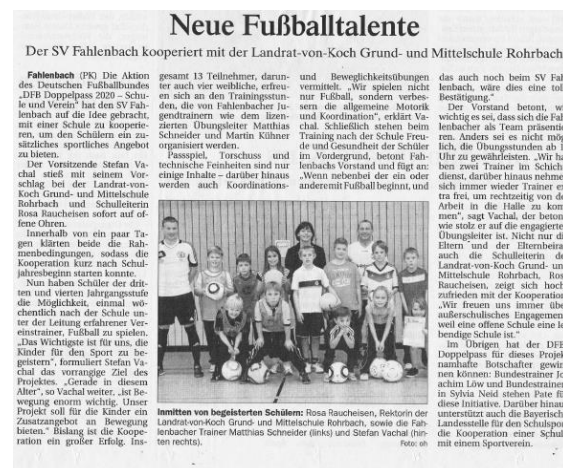 Neue Fußballtalente
Der SV Fahlenbach kooperiert mit der Landrat-von-Koch Grund- und Mittelschule Rohrbach
Fahlenbach (PK) Die Aktion
des Deutschen Fußballbundes
„DFB Doppelpass 2020 – Schu-
le und Verein“ hat den SV Fah-
lenbach auf die Idee gebracht,
mit einer Schule zu kooperie-
ren, um den Schülern ein zu-
sätzliches sportliches Angebot
zu bieten.
Der Vorsitzende Stefan Va-
chal stieß mit seinem Vor-
schlag bei der Landrat-von-
Koch Grund- und Mittelschule
Rohrbach und Schulleiterin
Rosa Raucheisen sofort auf of-
fene Ohren.
Innerhalb von ein paar Ta-
gen klärten beide die Rah-
menbedingungen, sodass die
Kooperation kurz nach Schul-
jahresbeginn starten konnte.
Nun haben Schüler der drit-
ten und vierten Jahrgangsstufe
die Möglichkeit, einmal wö-
chentlich nach der Schule un-
ter der Leitung erfahrener Ver-
einstrainer, Fußball zu spielen.
„Das Wichtigste ist für uns, die
Kinder für den Sport zu be-
geistern“, formuliert Stefan Va-
chal das vorrangige Ziel des
Projektes. „Gerade in diesem
Alter“, so Vachal weiter, „ist Be-
wegung enorm wichtig. Unser
Projekt soll für die Kinder ein
Zusatzangebot an Bewegung
bieten.“ Bislang ist die Koope-
ration ein großer Erfolg. Ins-
gesamt 13 Teilnehmer, darun-
ter auch vier weibliche, erfreu-
en sich an den Trainingsstun-
den, die von Fahlenbacher Ju-
gendtrainern wie dem lizen-
zierten Übungsleiter Matthias
Schneider und Martin Kühner
organisiert werden.
Passspiel, Torschuss und
technische Feinheiten sind nur
einige Inhalte – darüber hinaus
werden auch Koordinations-
und Beweglichkeitsübungen
vermittelt. „Wir spielen nicht
nur Fußball, sondern verbes-
sern die allgemeine Motorik
und Koordination“, erklärt Va-
chal. Schließlich stehen beim
Training nach der Schule Freu-
de und Gesundheit der Schüler
im Vordergrund, betont Fah-
lenbachs Vorstand und fügt an:
„Wenn nebenbei der ein oder
andere mit Fußball beginnt, und
das auch noch beim SV Fah-
lenbach, wäre dies eine toll
Bestätigung.“
Der Vorstand betont, wi
wichtig es sei, dass sich die Fah
lenbacher als Team präsentie
ren. Anders sei es nicht mög
lich, die Übungsstunden ab 1
Uhr zu gewährleisten. „Wir ha
ben zwei Trainer im Schich
dienst, darüber hinaus nehme
sich immer wieder Trainer ex
tra frei, um rechtzeitig von de
Arbeit in die Halle zu kom
men“, sagt Vachal, der beton
wie stolz er auf die engagierte
Übungsleiter ist. Nicht nur di
Eltern und der Elternbeira
auch die Schulleiterin de
Landrat-von-Koch Grund- un
Mittelschule Rohrbach, Ros
Raucheisen, zeigt sich hoch
zufrieden mit der Kooperation
„Wir freuen uns immer übe
außerschulisches Engagement
weil eine offene Schule eine le
bendige Schule ist.“
Im Übrigen hat der DFB
Doppelpass für dieses Projek
namhafte Botschafter gewin
nen können: Bundestrainer Jo
achim Löw und Bundestrainer
in Sylvia Neid stehen Pate fü
diese Initiative. Darüber hinau
unterstützt auch die Bayerisch
Landesstelle für den Schulspor
die Kooperation einer Schul
mit einem Sportverein.
Inmitten von begeisterten Schülern: Rosa Raucheisen, Rektorin der
Landrat-von-Koch Grund- und Mittelschule Rohrbach, sowie die Fah-
lenbacher Trainer Matthias Schneider (links) und Stefan Vachal (hin-
ten rechts).
Foto: oh